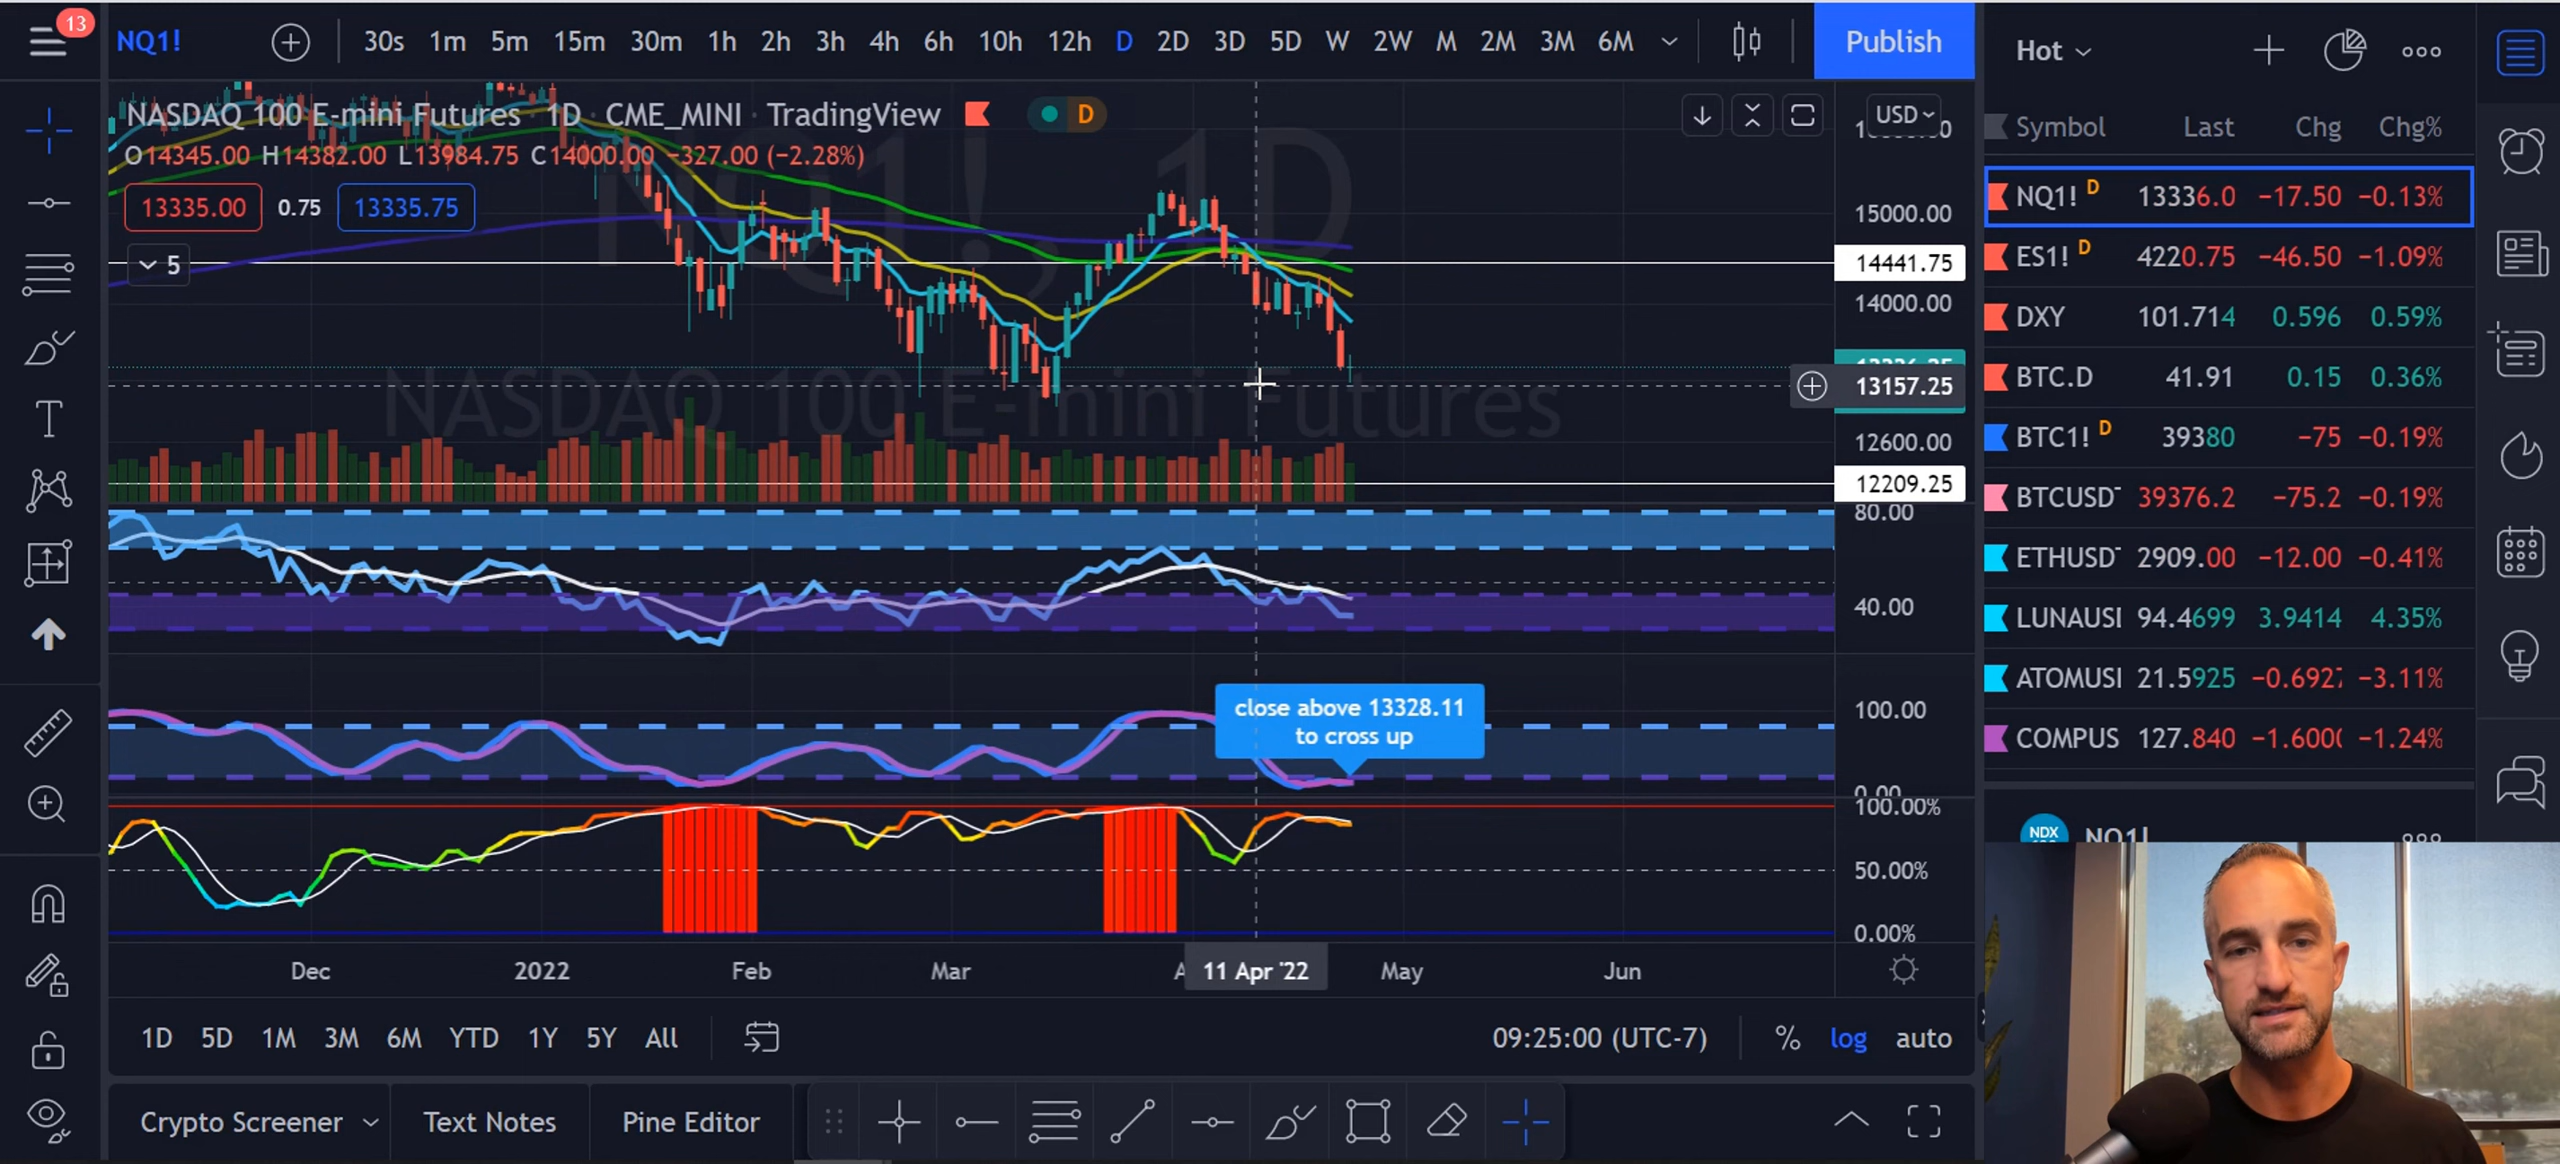 13
NQ1!
30s 1m 5m 15m 30m 1h 2h 3h 4h 6h 10h 12h D 2D 3D 5D W 2W M 2M 3M 6M
Publish
Hot
NASDAQ 100 E-mini Futures · 1D · CME_MINI · TradingView
D
USD
O14345.00 H14382.00 L13984.75 C14000.00 −327.00 (−2.28%)
13335.00 0.75 13335.75
5
NQ1!, 1D
NASDAQ 100 E-mini Futures
15000.00
14441.75
14000.00
13157.25
12600.00
12209.25
80.00
40.00
close above 13328.11
to cross up
100.00
0.00
100.00%
50.00%
0.00%
Dec 2022 Feb Mar 11 Apr '22 May Jun
1D 5D 1M 3M 6M YTD 1Y 5Y All
09:25:00 (UTC-7) % log auto
Crypto Screener Text Notes Pine Editor
Symbol Last Chg Chg%
NQ1! D 13336.0 −17.50 −0.13%
ES1! D 4220.75 −46.50 −1.09%
DXY 101.714 0.596 0.59%
BTC.D 41.91 0.15 0.36%
BTC1! D 39380 −75 −0.19%
BTCUSDT 39376.2 −75.2 −0.19%
ETHUSDT 2909.00 −12.00 −0.41%
LUNAUSI 94.4699 3.9414 4.35%
ATOMUSI 21.5925 −0.6927 −3.11%
COMPUS 127.840 −1.600 −1.24%
NDX
NQ1!